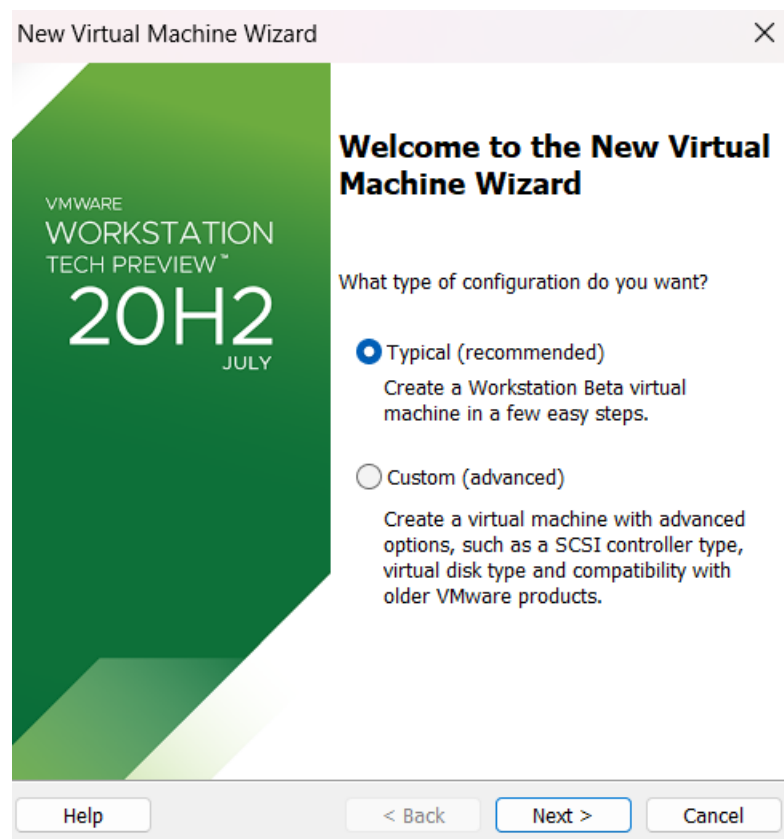 New Virtual Machine Wizard
VMWARE
WORKSTATION
TECH PREVIEW™
20H2
JULY
Welcome to the New Virtual
Machine Wizard
What type of configuration do you want?
Typical (recommended)
Create a Workstation Beta virtual
machine in a few easy steps.
Custom (advanced)
Create a virtual machine with advanced
options, such as a SCSI controller type,
virtual disk type and compatibility with
older VMware products.
Help
< Back
Next >
Cancel